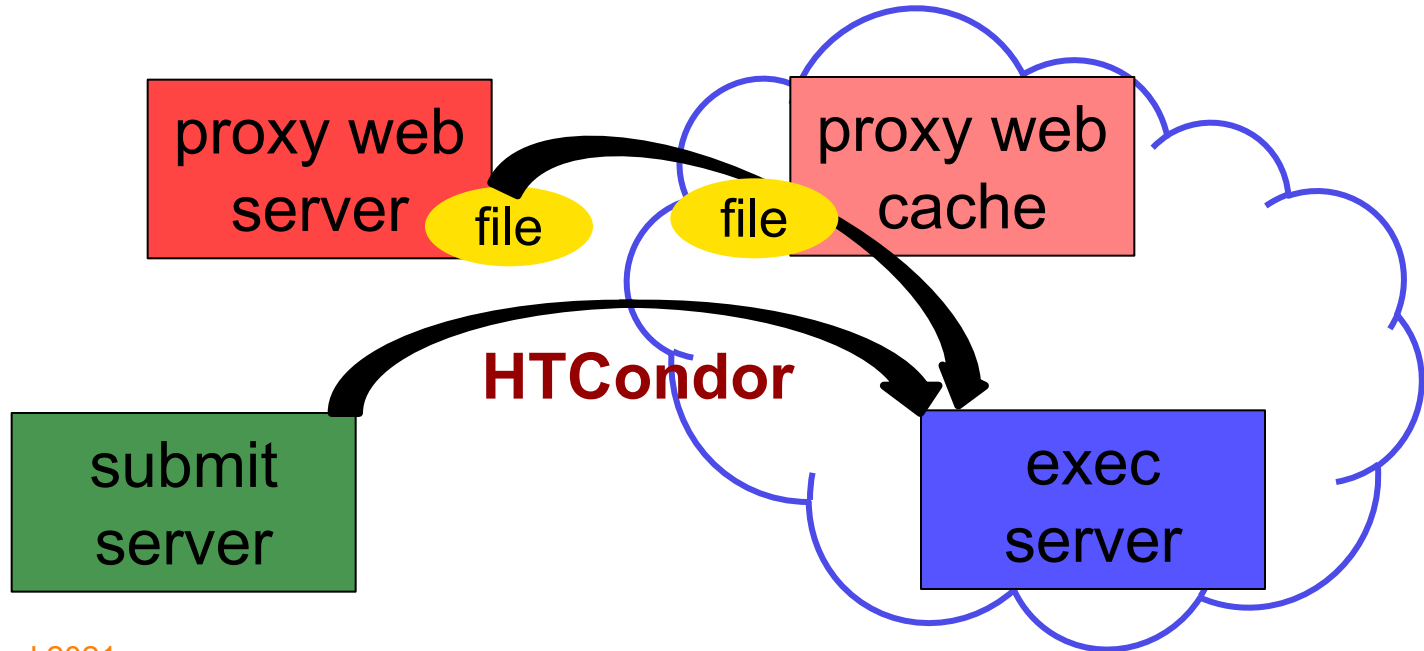 proxy web
server
file
file
proxy web
cache
HTCondor
submit
server
exec
server